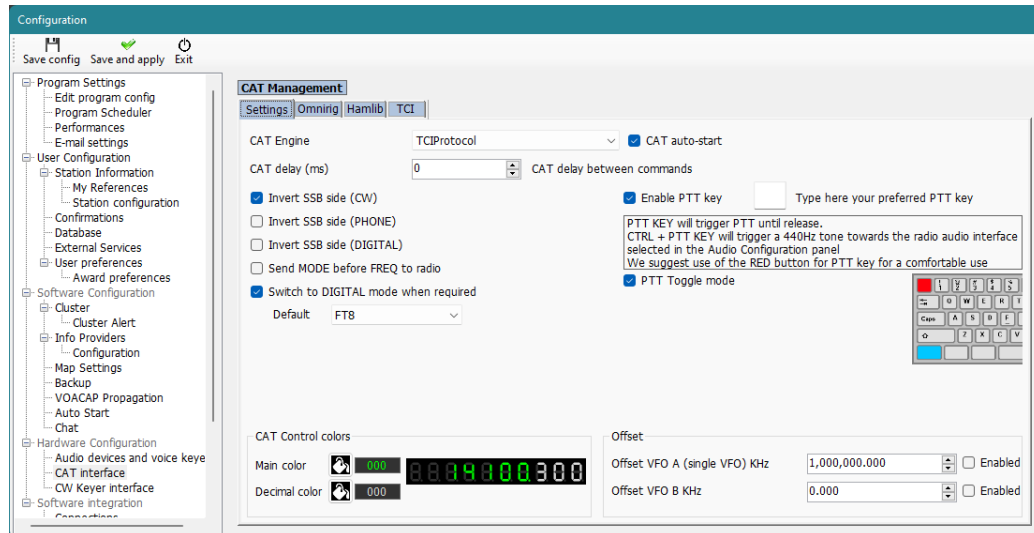 Configuration
Save config Save and apply Exit
Program Settings
Edit program config
Program Scheduler
Performances
E-mail settings
User Configuration
Station Information
My References
Station configuration
Confirmations
Database
External Services
User preferences
Award preferences
Software Configuration
Cluster
Cluster Alert
Info Providers
Configuration
Map Settings
Backup
VOACAP Propagation
Auto Start
Chat
Hardware Configuration
Audio devices and voice keye
CAT interface
CW Keyer interface
Software integration
CAT Management
Settings Omnirig Hamlib TCI
CAT Engine TCIProtocol CAT auto-start
CAT delay (ms) 0 CAT delay between commands
Invert SSB side (CW)
Invert SSB side (PHONE)
Invert SSB side (DIGITAL)
Send MODE before FREQ to radio
Switch to DIGITAL mode when required
Default FT8
Enable PTT key Type here your preferred PTT key
PTT KEY will trigger PTT until release.
CTRL + PTT KEY will trigger a 440Hz tone towards the radio audio interface
selected in the Audio Configuration panel
We suggest use of the RED button for PTT key for a comfortable use
PTT Toggle mode
Q W E R T
Caps A S D F
Z X C V
CAT Control colors
Main color 000
Decimal color 000
14100.300
Offset
Offset VFO A (single VFO) KHz 1,000,000.000 Enabled
Offset VFO B KHz 0.000 Enabled